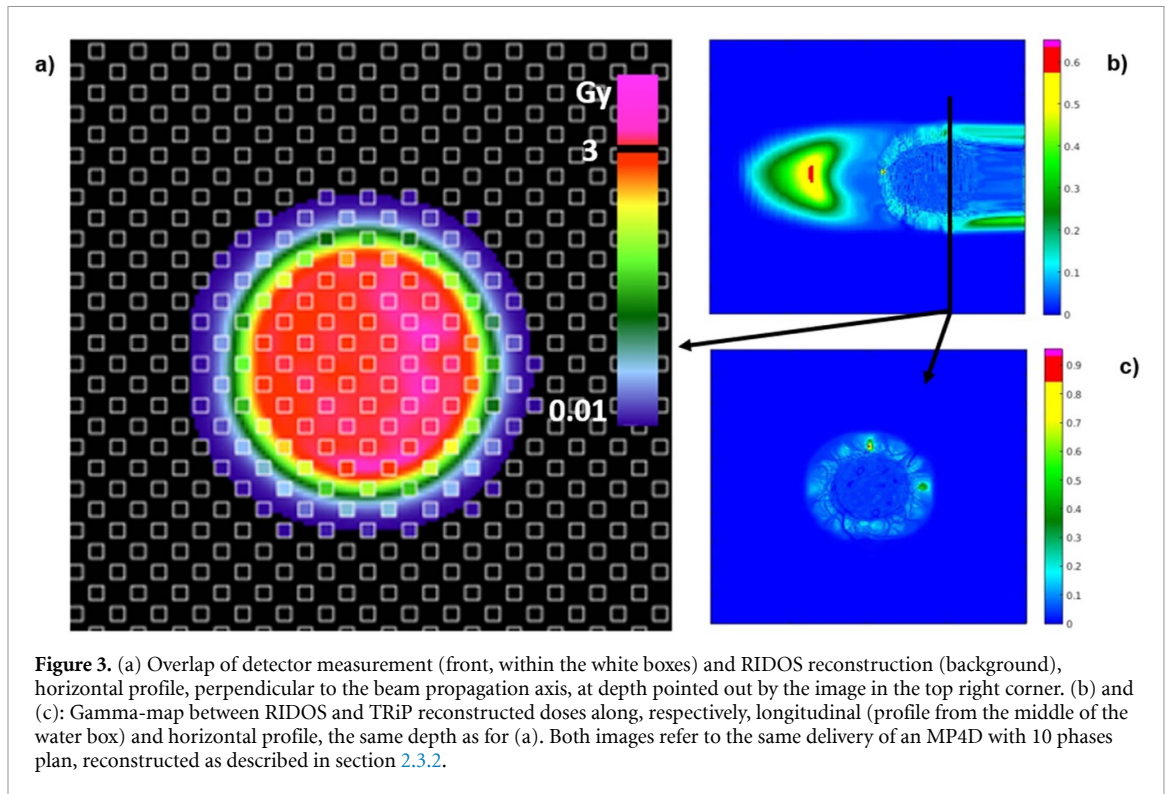 a)
Gy
3
0.01
b)
0.6
0.5
0.4
0.3
0.2
0.1
0
c)
0.9
0.8
0.7
0.6
0.5
0.4
0.3
0.2
0.1
0
Figure 3. (a) Overlap of detector measurement (front, within the white boxes) and RIDOS reconstruction (background),
horizontal profile, perpendicular to the beam propagation axis, at depth pointed out by the image in the top right corner. (b) and
(c): Gamma-map between RIDOS and TRiP reconstructed doses along, respectively, longitudinal (profile from the middle of the
water box) and horizontal profile, the same depth as for (a). Both images refer to the same delivery of an MP4D with 10 phases
plan, reconstructed as described in section 2.3.2.